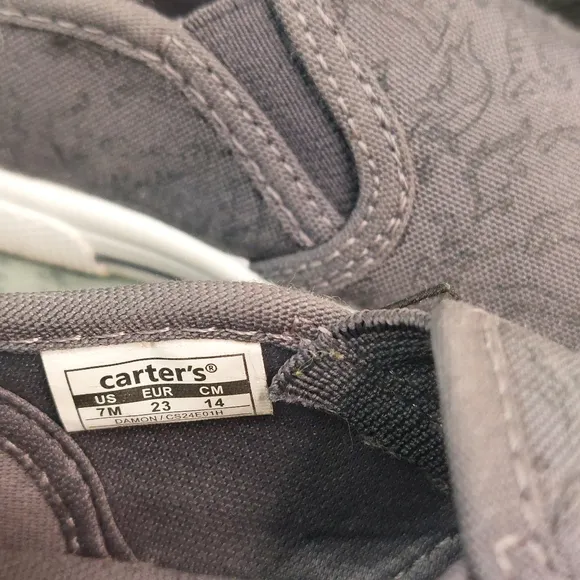 carter's®
US EUR CM
7M 23 14
DAMON / CS24E01H